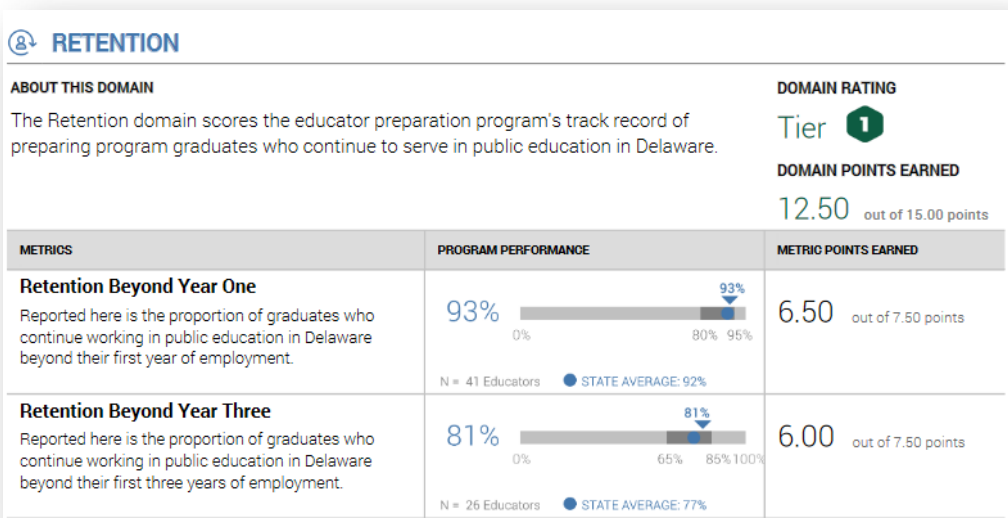 RETENTION
ABOUT THIS DOMAIN
The Retention domain scores the educator preparation program's track record of
preparing program graduates who continue to serve in public education in Delaware.
DOMAIN RATING
Tier 1
DOMAIN POINTS EARNED
12.50 out of 15.00 points
METRICS PROGRAM PERFORMANCE METRIC POINTS EARNED
Retention Beyond Year One
Reported here is the proportion of graduates who
continue working in public education in Delaware
beyond their first year of employment.
93%
93%
0% 80% 95%
N = 41 Educators STATE AVERAGE: 92%
6.50 out of 7.50 points
Retention Beyond Year Three
Reported here is the proportion of graduates who
continue working in public education in Delaware
beyond their first three years of employment.
81%
81%
0% 65% 85% 100%
N = 26 Educators STATE AVERAGE: 77%
6.00 out of 7.50 points